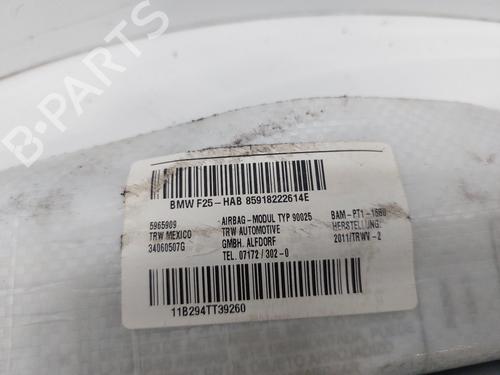 B-PARTS
BMW F25-HAB 85918222614E
5965909
TRW MEXICO
34060507G
AIRBAG-MODUL TYP 90025
TRW AUTOMOTIVE
GMBH. ALFDORF
TEL. 07172 / 302-0
BAM-PT1-1660
HERSTELLUNG:
2011/TRWV-2
11B294TT39260